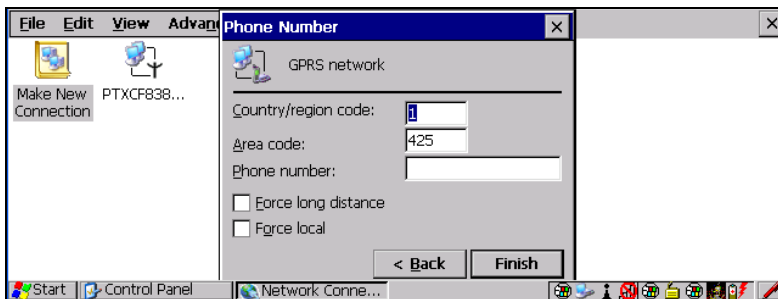 File Edit View Advan
Phone Number
GPRS network
Make New
Connection
PTXCF838...
Country/region code: 1
Area code: 425
Phone number:
Force long distance
Force local
< Back Finish
Start Control Panel Network Conne...